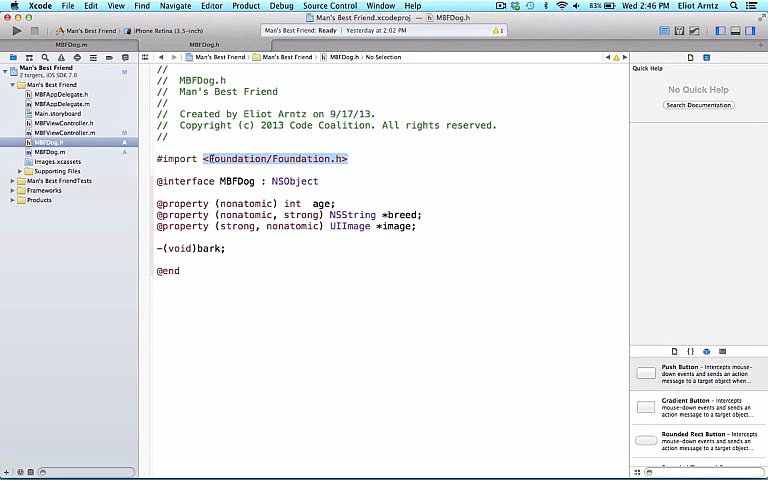 Xcode File Edit View Find Navigate Editor Product Debug Source Control Window Help 83% Wed 2:46 PM Eliot Arntz
Man's Best Friend.xcodeproj — MBFDog.h
Man's Best Friend iPhone Retina (3.5-inch)
Man's Best Friend: Ready | Yesterday at 2:02 PM 1
MBFDog.m MBFDog.h
Man's Best Friend Man's Best Friend MBFDog.h No Selection
Man's Best Friend M
2 targets, iOS SDK 7.0
Man's Best Friend
MBFAppDelegate.h
MBFAppDelegate.m
Main.storyboard
MBFViewController.h
MBFViewController.m M
MBFDog.h A
MBFDog.m A
Images.xcassets
Supporting Files
Man's Best FriendTests
Frameworks
Products
//
// MBFDog.h
// Man's Best Friend
//
// Created by Eliot Arntz on 9/17/13.
// Copyright (c) 2013 Code Coalition. All rights reserved.
//
#import <Foundation/Foundation.h>
@interface MBFDog : NSObject
@property (nonatomic) int age;
@property (nonatomic, strong) NSString *breed;
@property (strong, nonatomic) UIImage *image;
-(void)bark;
@end
Quick Help
No Quick Help
Search Documentation
Push Button - Intercepts mouse-
down events and sends an action
message to a target object when...
Gradient Button - Intercepts
mouse-down events and sends an
action message to a target object...
Rounded Rect Button - Intercepts
mouse-down events and sends an
action message to a target object...